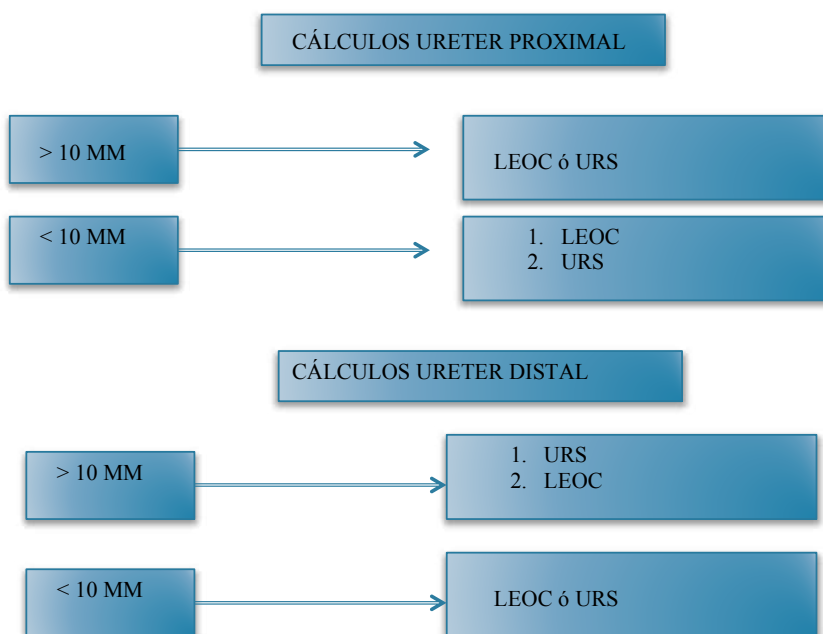 CÁLCULOS URETER PROXIMAL
> 10 MM
LEOC ó URS
< 10 MM
1. LEOC
2. URS
CÁLCULOS URETER DISTAL
> 10 MM
1. URS
2. LEOC
< 10 MM
LEOC ó URS